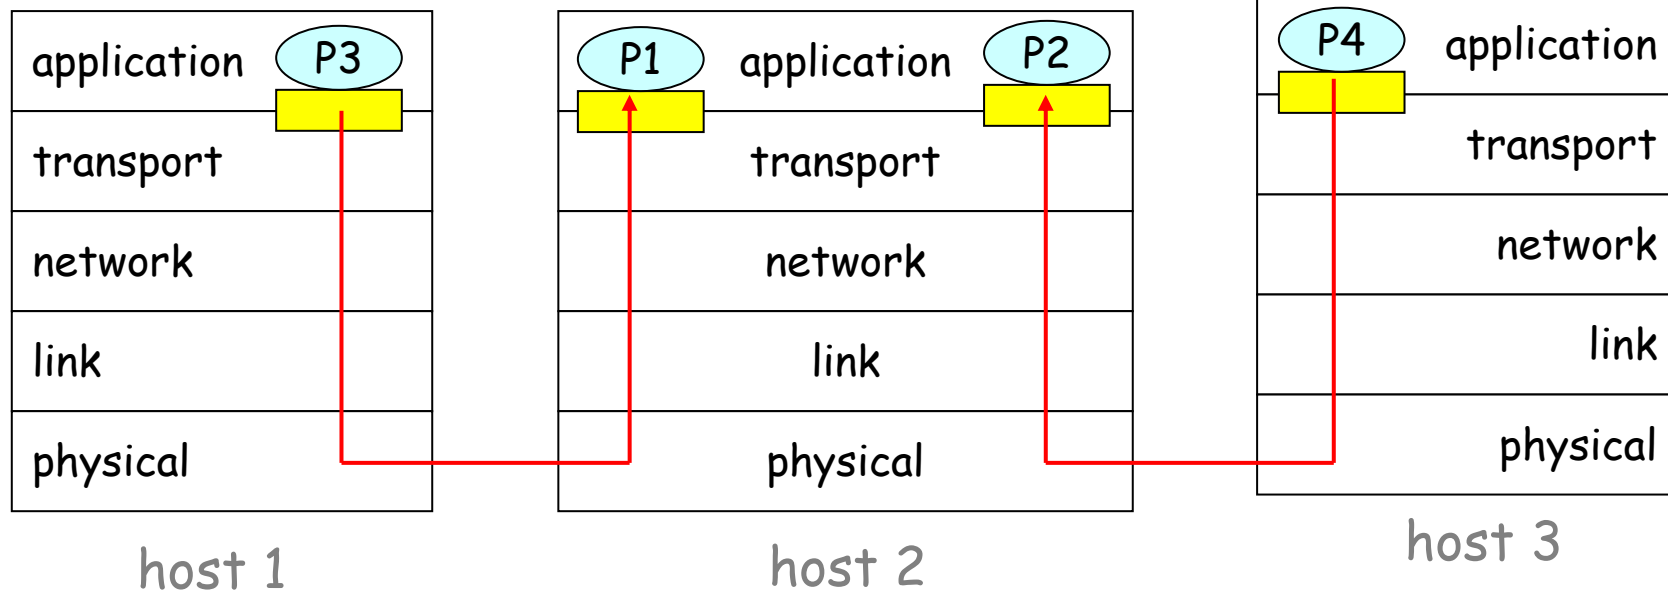 application P3
transport
network
link
physical
host 1
P1 application P2
transport
network
link
physical
host 2
P4 application
transport
network
link
physical
host 3